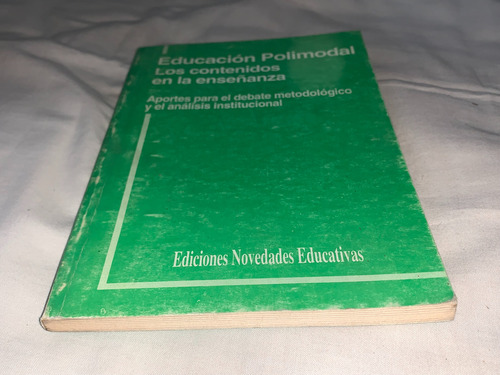 Educación Polimodal
Los contenidos
en la enseñanza
Aportes para el debate metodológico
y el análisis institucional
Ediciones Novedades Educativas